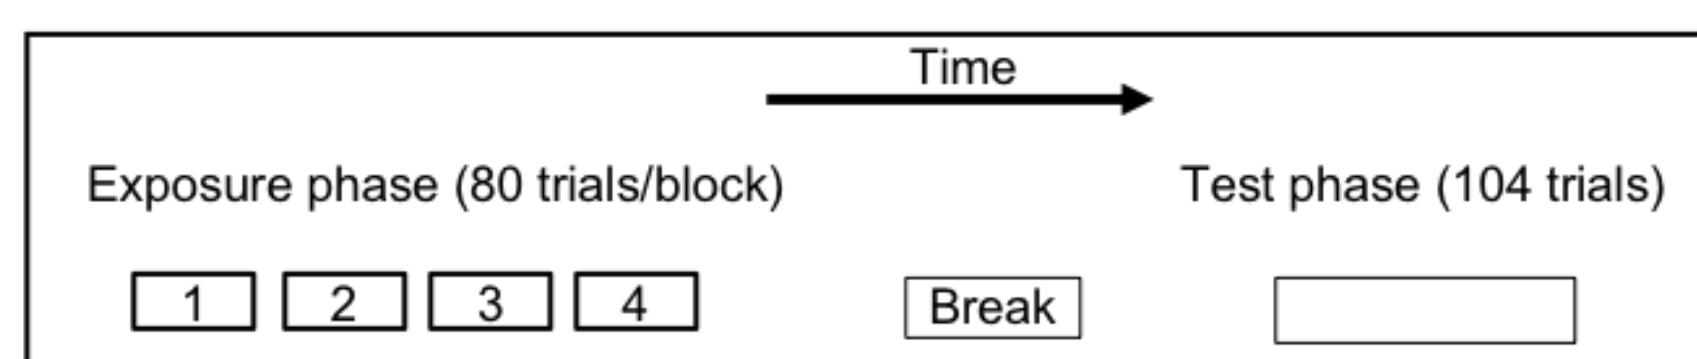 Time
Exposure phase (80 trials/block)
Test phase (104 trials)
1 2 3 4
Break